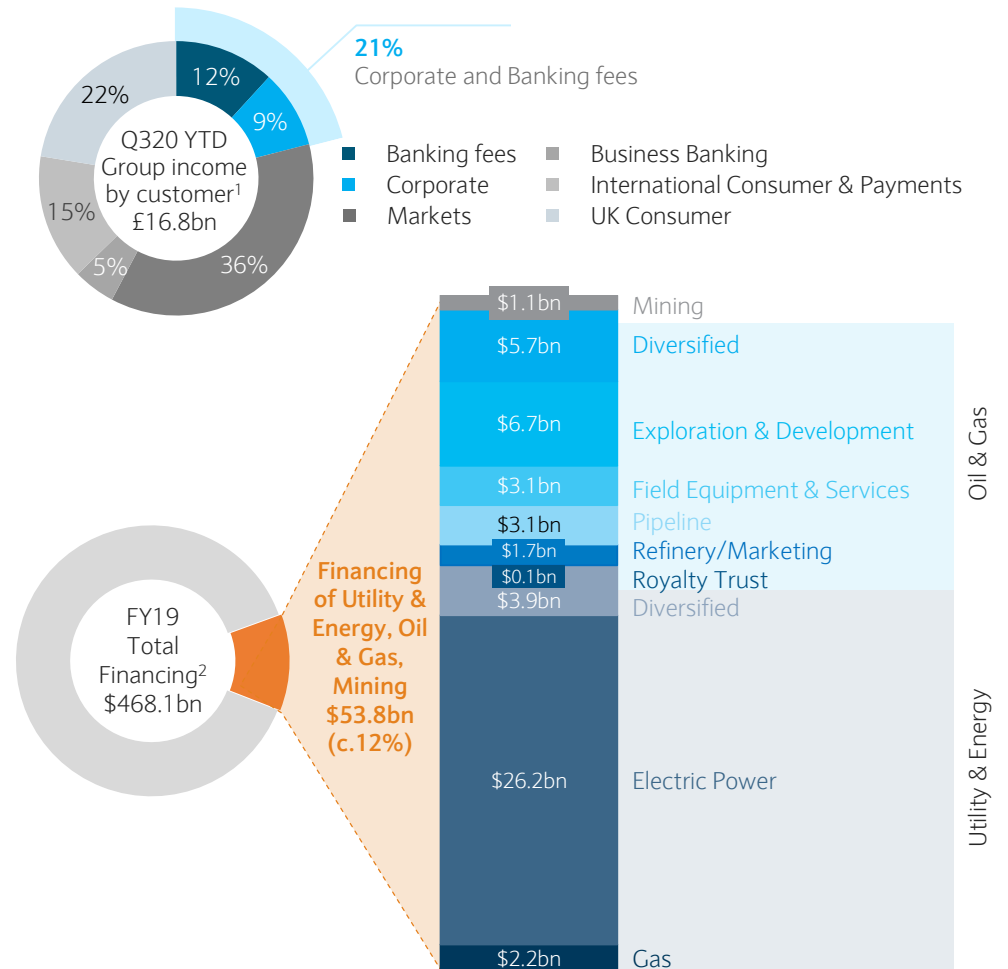 21%
Corporate and Banking fees
12%
9%
22%
15%
5%
36%
Q320 YTD
Group income
by customer¹
£16.8bn
Banking fees
Corporate
Markets
Business Banking
International Consumer & Payments
UK Consumer
$1.1bn Mining
$5.7bn Diversified
$6.7bn Exploration & Development
$3.1bn Field Equipment & Services
$3.1bn Pipeline
$1.7bn Refinery/Marketing
$0.1bn Royalty Trust
$3.9bn Diversified
$26.2bn Electric Power
$2.2bn Gas
Oil & Gas
Utility & Energy
Financing
of Utility &
Energy, Oil
& Gas,
Mining
$53.8bn
(c.12%)
FY19
Total
Financing²
$468.1bn